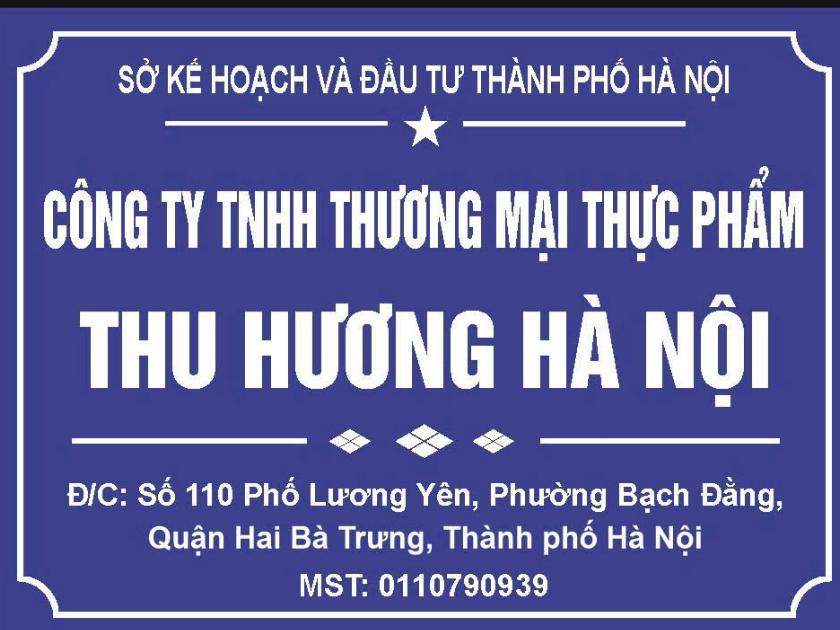 SỞ KẾ HOẠCH VÀ ĐẦU TƯ THÀNH PHỐ HÀ NỘI
CÔNG TY TNHH THƯƠNG MẠI THỰC PHẨM
THU HƯƠNG HÀ NỘI
Đ/C: Số 110 Phố Lương Yên, Phường Bạch Đằng,
Quận Hai Bà Trưng, Thành phố Hà Nội
MST: 0110790939